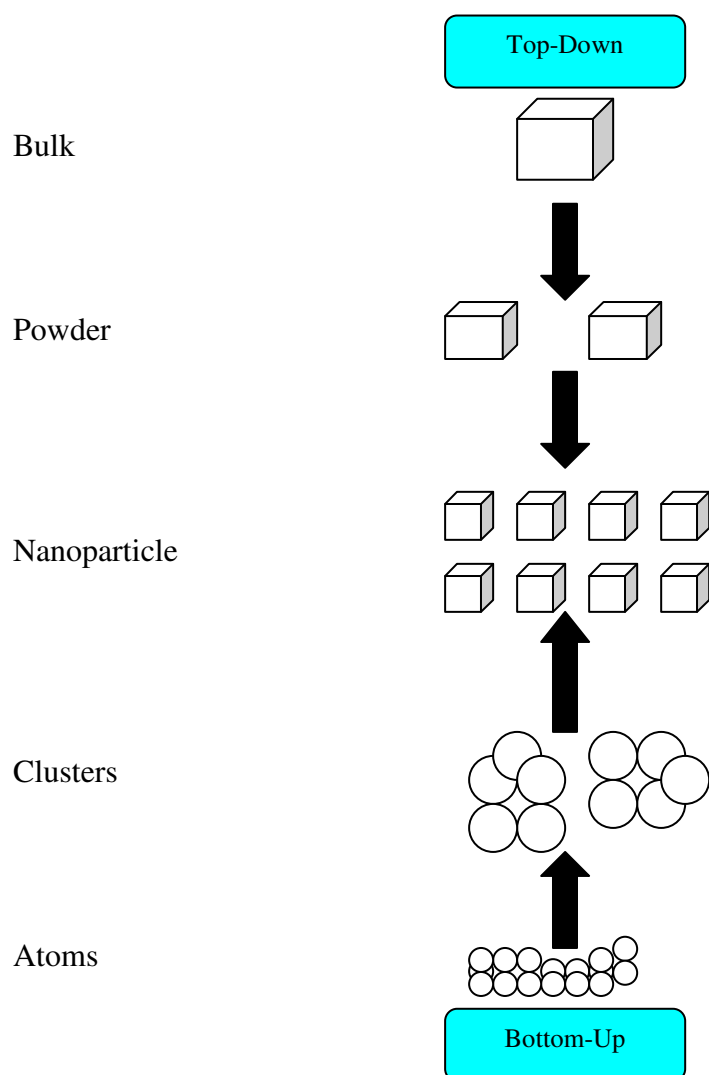 Top-Down
Bulk
Powder
Nanoparticle
Clusters
Atoms
Bottom-Up